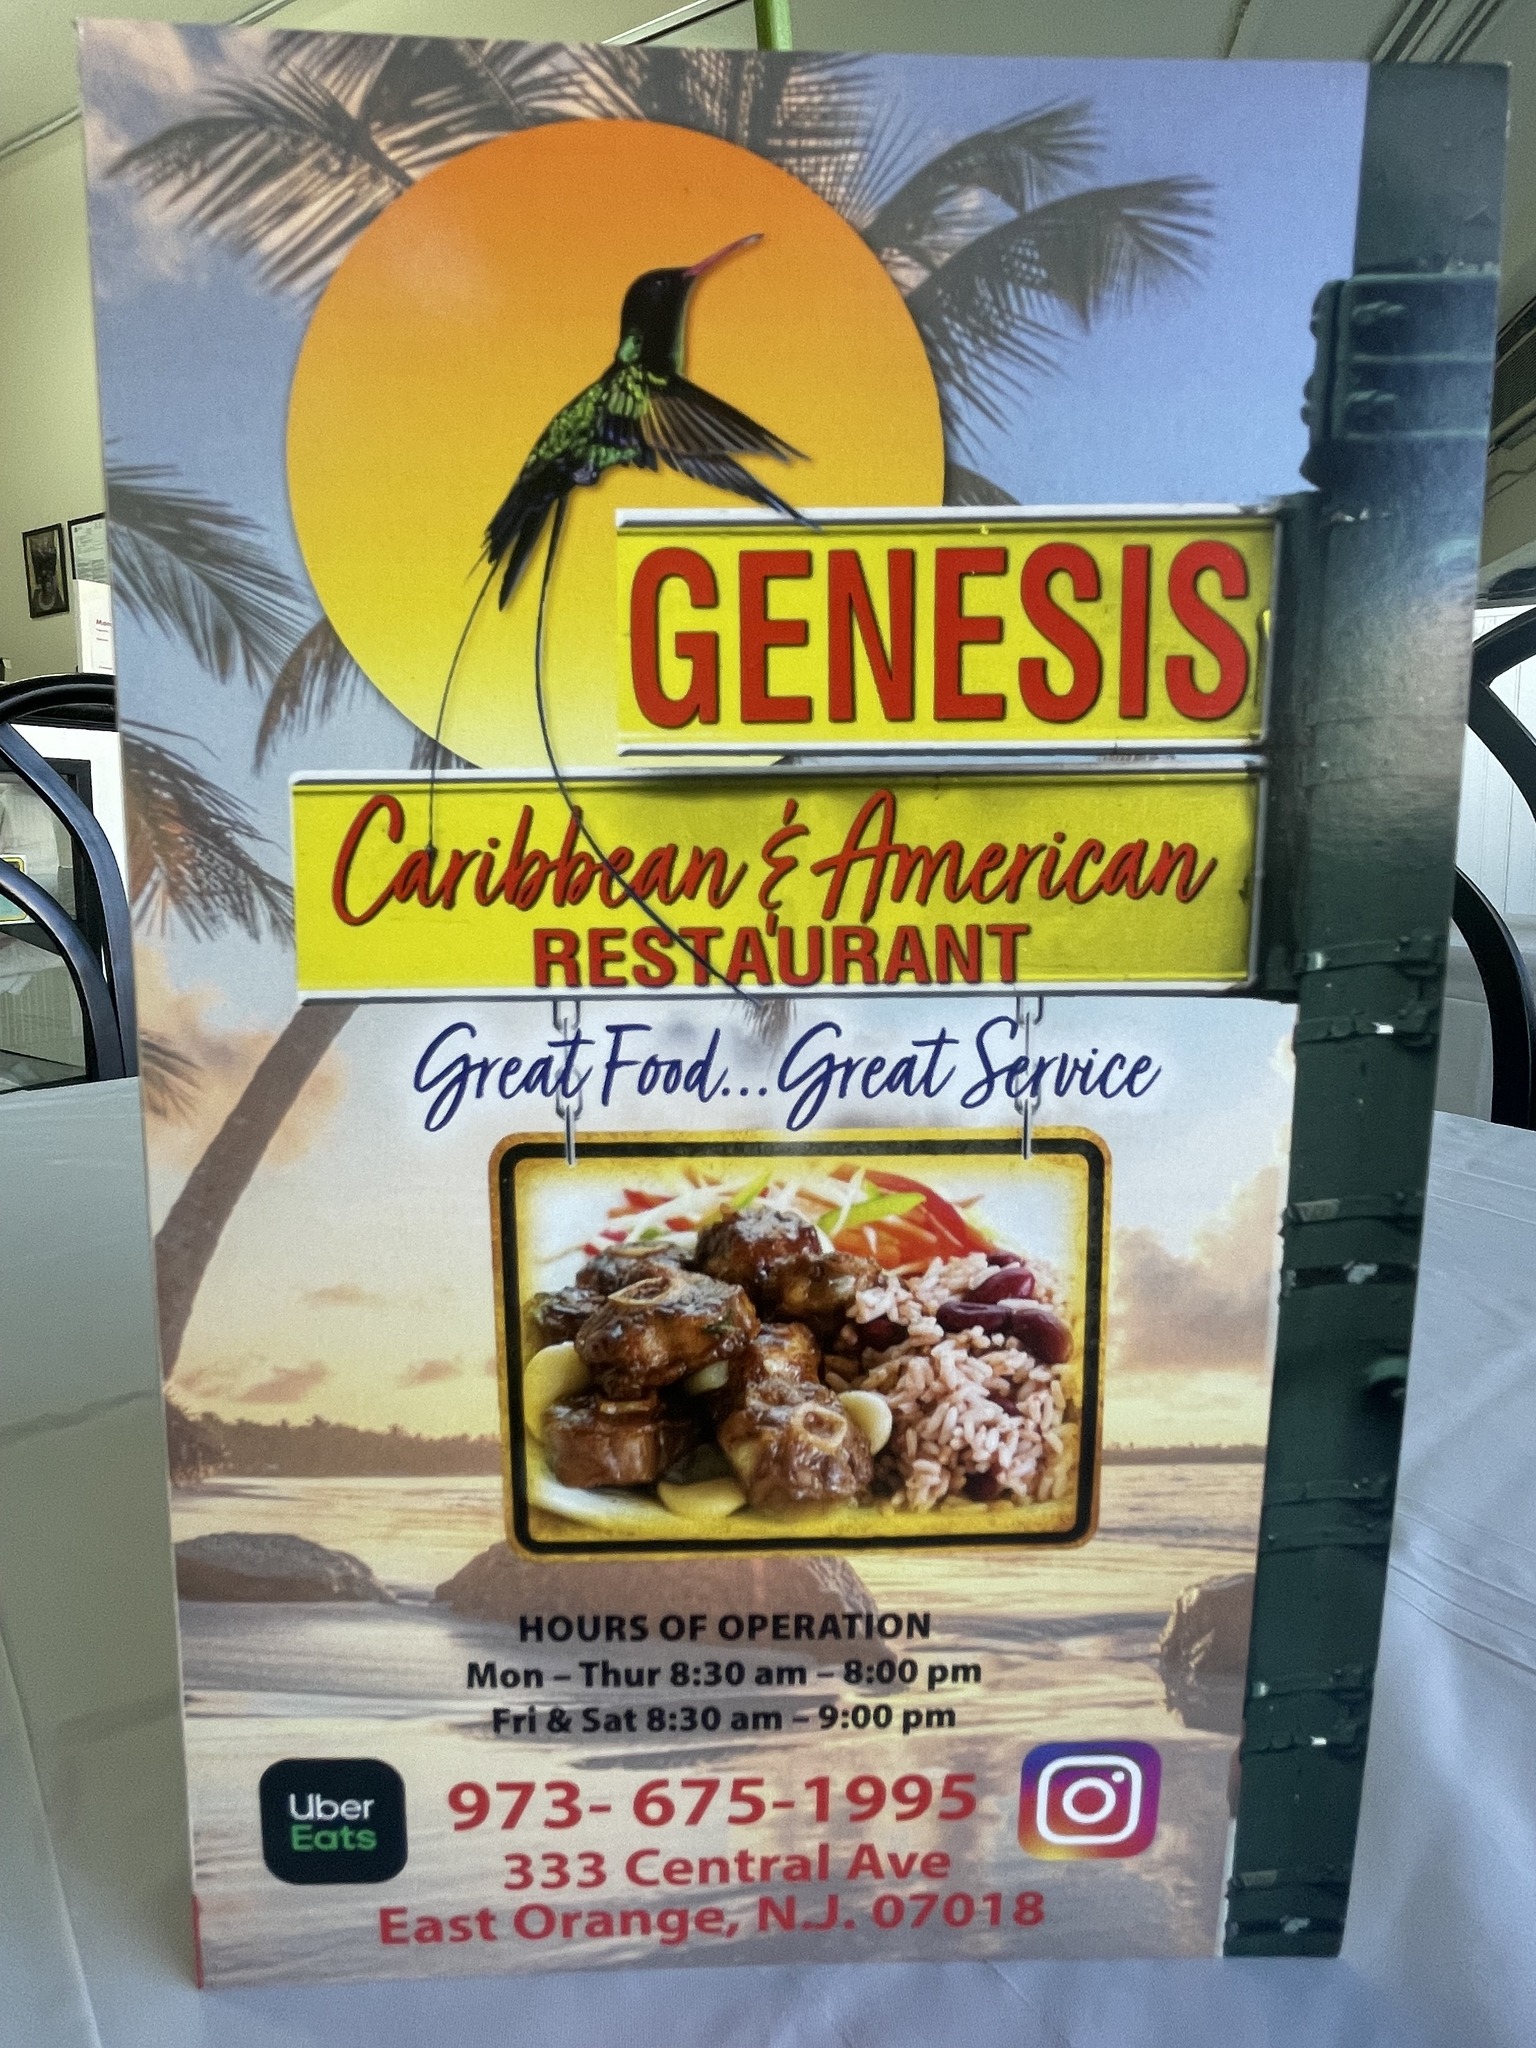 GENESIS
Caribbean & American
RESTAURANT
Great Food...Great Service
HOURS OF OPERATION
Mon – Thur 8:30 am – 8:00 pm
Fri & Sat 8:30 am – 9:00 pm
Uber
Eats
973- 675-1995
333 Central Ave
East Orange, N.J. 07018